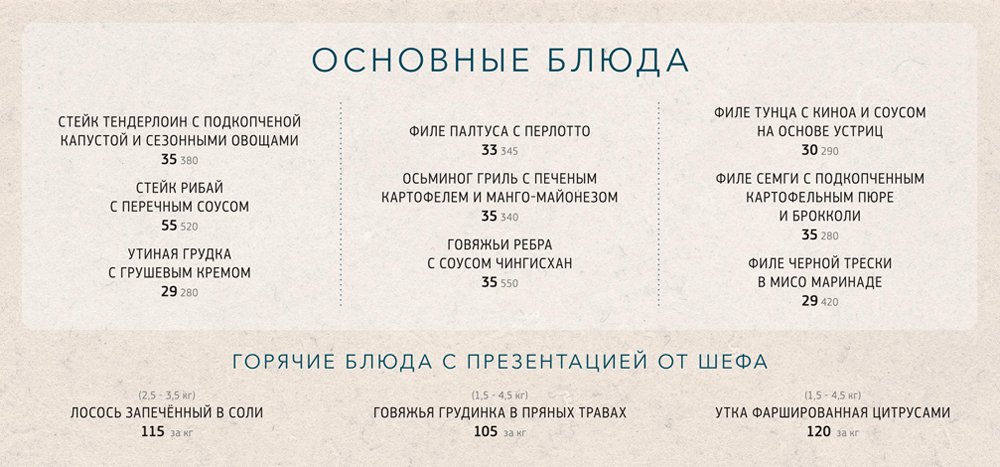 ОСНОВНЫЕ БЛЮДА
СТЕЙК ТЕНДЕРЛОИН С ПОДКОПЧЕНОЙ
КАПУСТОЙ И СЕЗОННЫМИ ОВОЩАМИ
35 380
СТЕЙК РИБАЙ
С ПЕРЕЧНЫМ СОУСОМ
55 520
УТИНАЯ ГРУДКА
С ГРУШЕВЫМ КРЕМОМ
29 280
ФИЛЕ ПАЛТУСА С ПЕРЛОТТО
33 345
ОСЬМИНОГ ГРИЛЬ С ПЕЧЕНЫМ
КАРТОФЕЛЕМ И МАНГО-МАЙОНЕЗОМ
35 340
ГОВЯЖЬИ РЕБРА
С СОУСОМ ЧИНГИСХАН
35 550
ФИЛЕ ТУНЦА С КИНОА И СОУСОМ
НА ОСНОВЕ УСТРИЦ
30 290
ФИЛЕ СЕМГИ С ПОДКОПЧЕННЫМ
КАРТОФЕЛЬНЫМ ПЮРЕ
И БРОККОЛИ
35 280
ФИЛЕ ЧЕРНОЙ ТРЕСКИ
В МИСО МАРИНАДЕ
29 420
ГОРЯЧИЕ БЛЮДА С ПРЕЗЕНТАЦИЕЙ ОТ ШЕФА
(2,5 - 3,5 кг)
ЛОСОСЬ ЗАПЕЧЁННЫЙ В СОЛИ
115 за кг
(1,5 - 4,5 кг)
ГОВЯЖЬЯ ГРУДИНКА В ПРЯНЫХ ТРАВАХ
105 за кг
(1,5 - 4,5 кг)
УТКА ФАРШИРОВАННАЯ ЦИТРУСАМИ
120 за кг